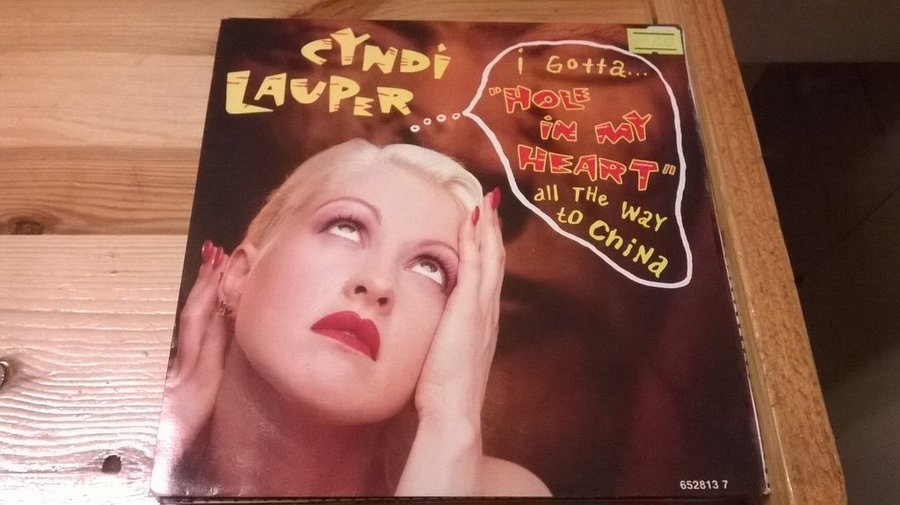 CYNDi
LAUPER
i GOTTa...
"HOLE
iN MY
HEART"
all THe WaY
to CHiNa
652813 7